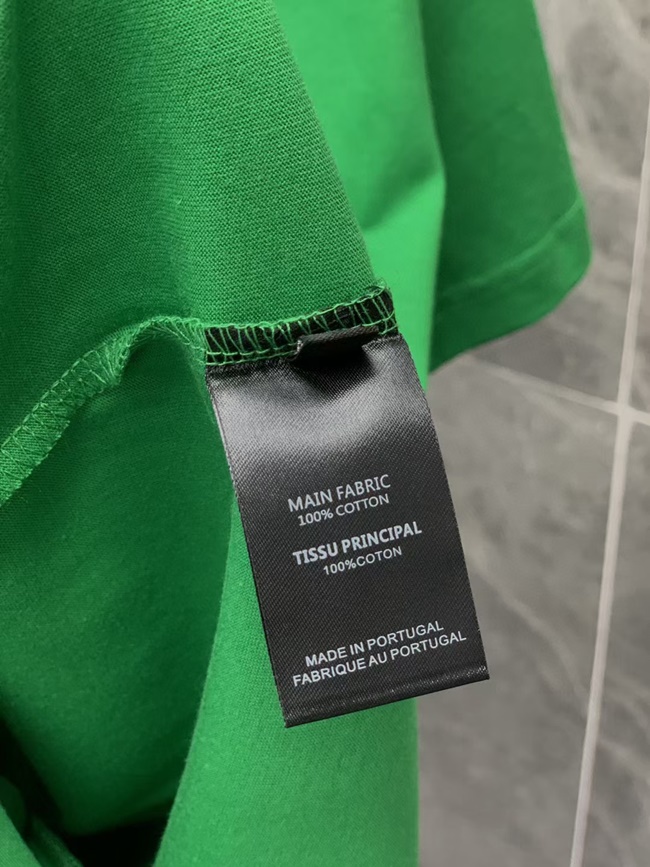 MAIN FABRIC
100% COTTON
TISSU PRINCIPAL
100%COTON
MADE IN PORTUGAL
FABRIQUE AU PORTUGAL